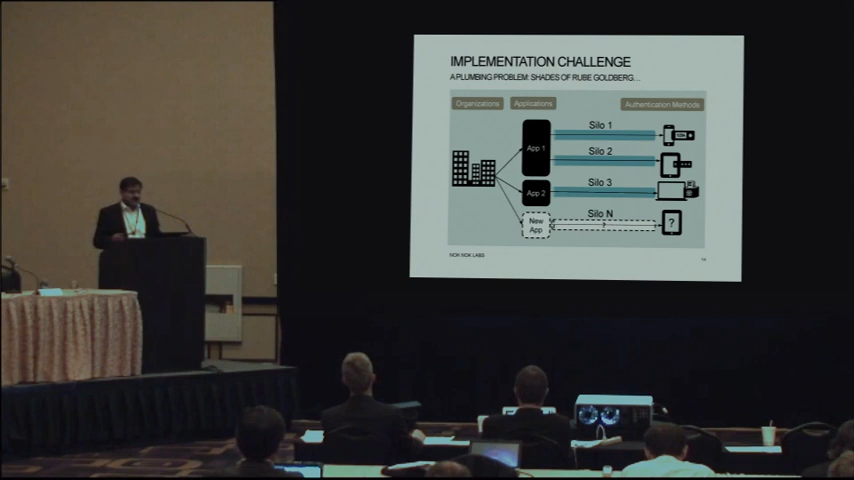 IMPLEMENTATION CHALLENGE
A PLUMBING PROBLEM: SHADES OF RUBE GOLDBERG...
Organizations Applications Authentication Methods
Silo 1
App 1
Silo 2
Silo 3
App 2
Silo N
New
App
?
?
NOK NOK LABS